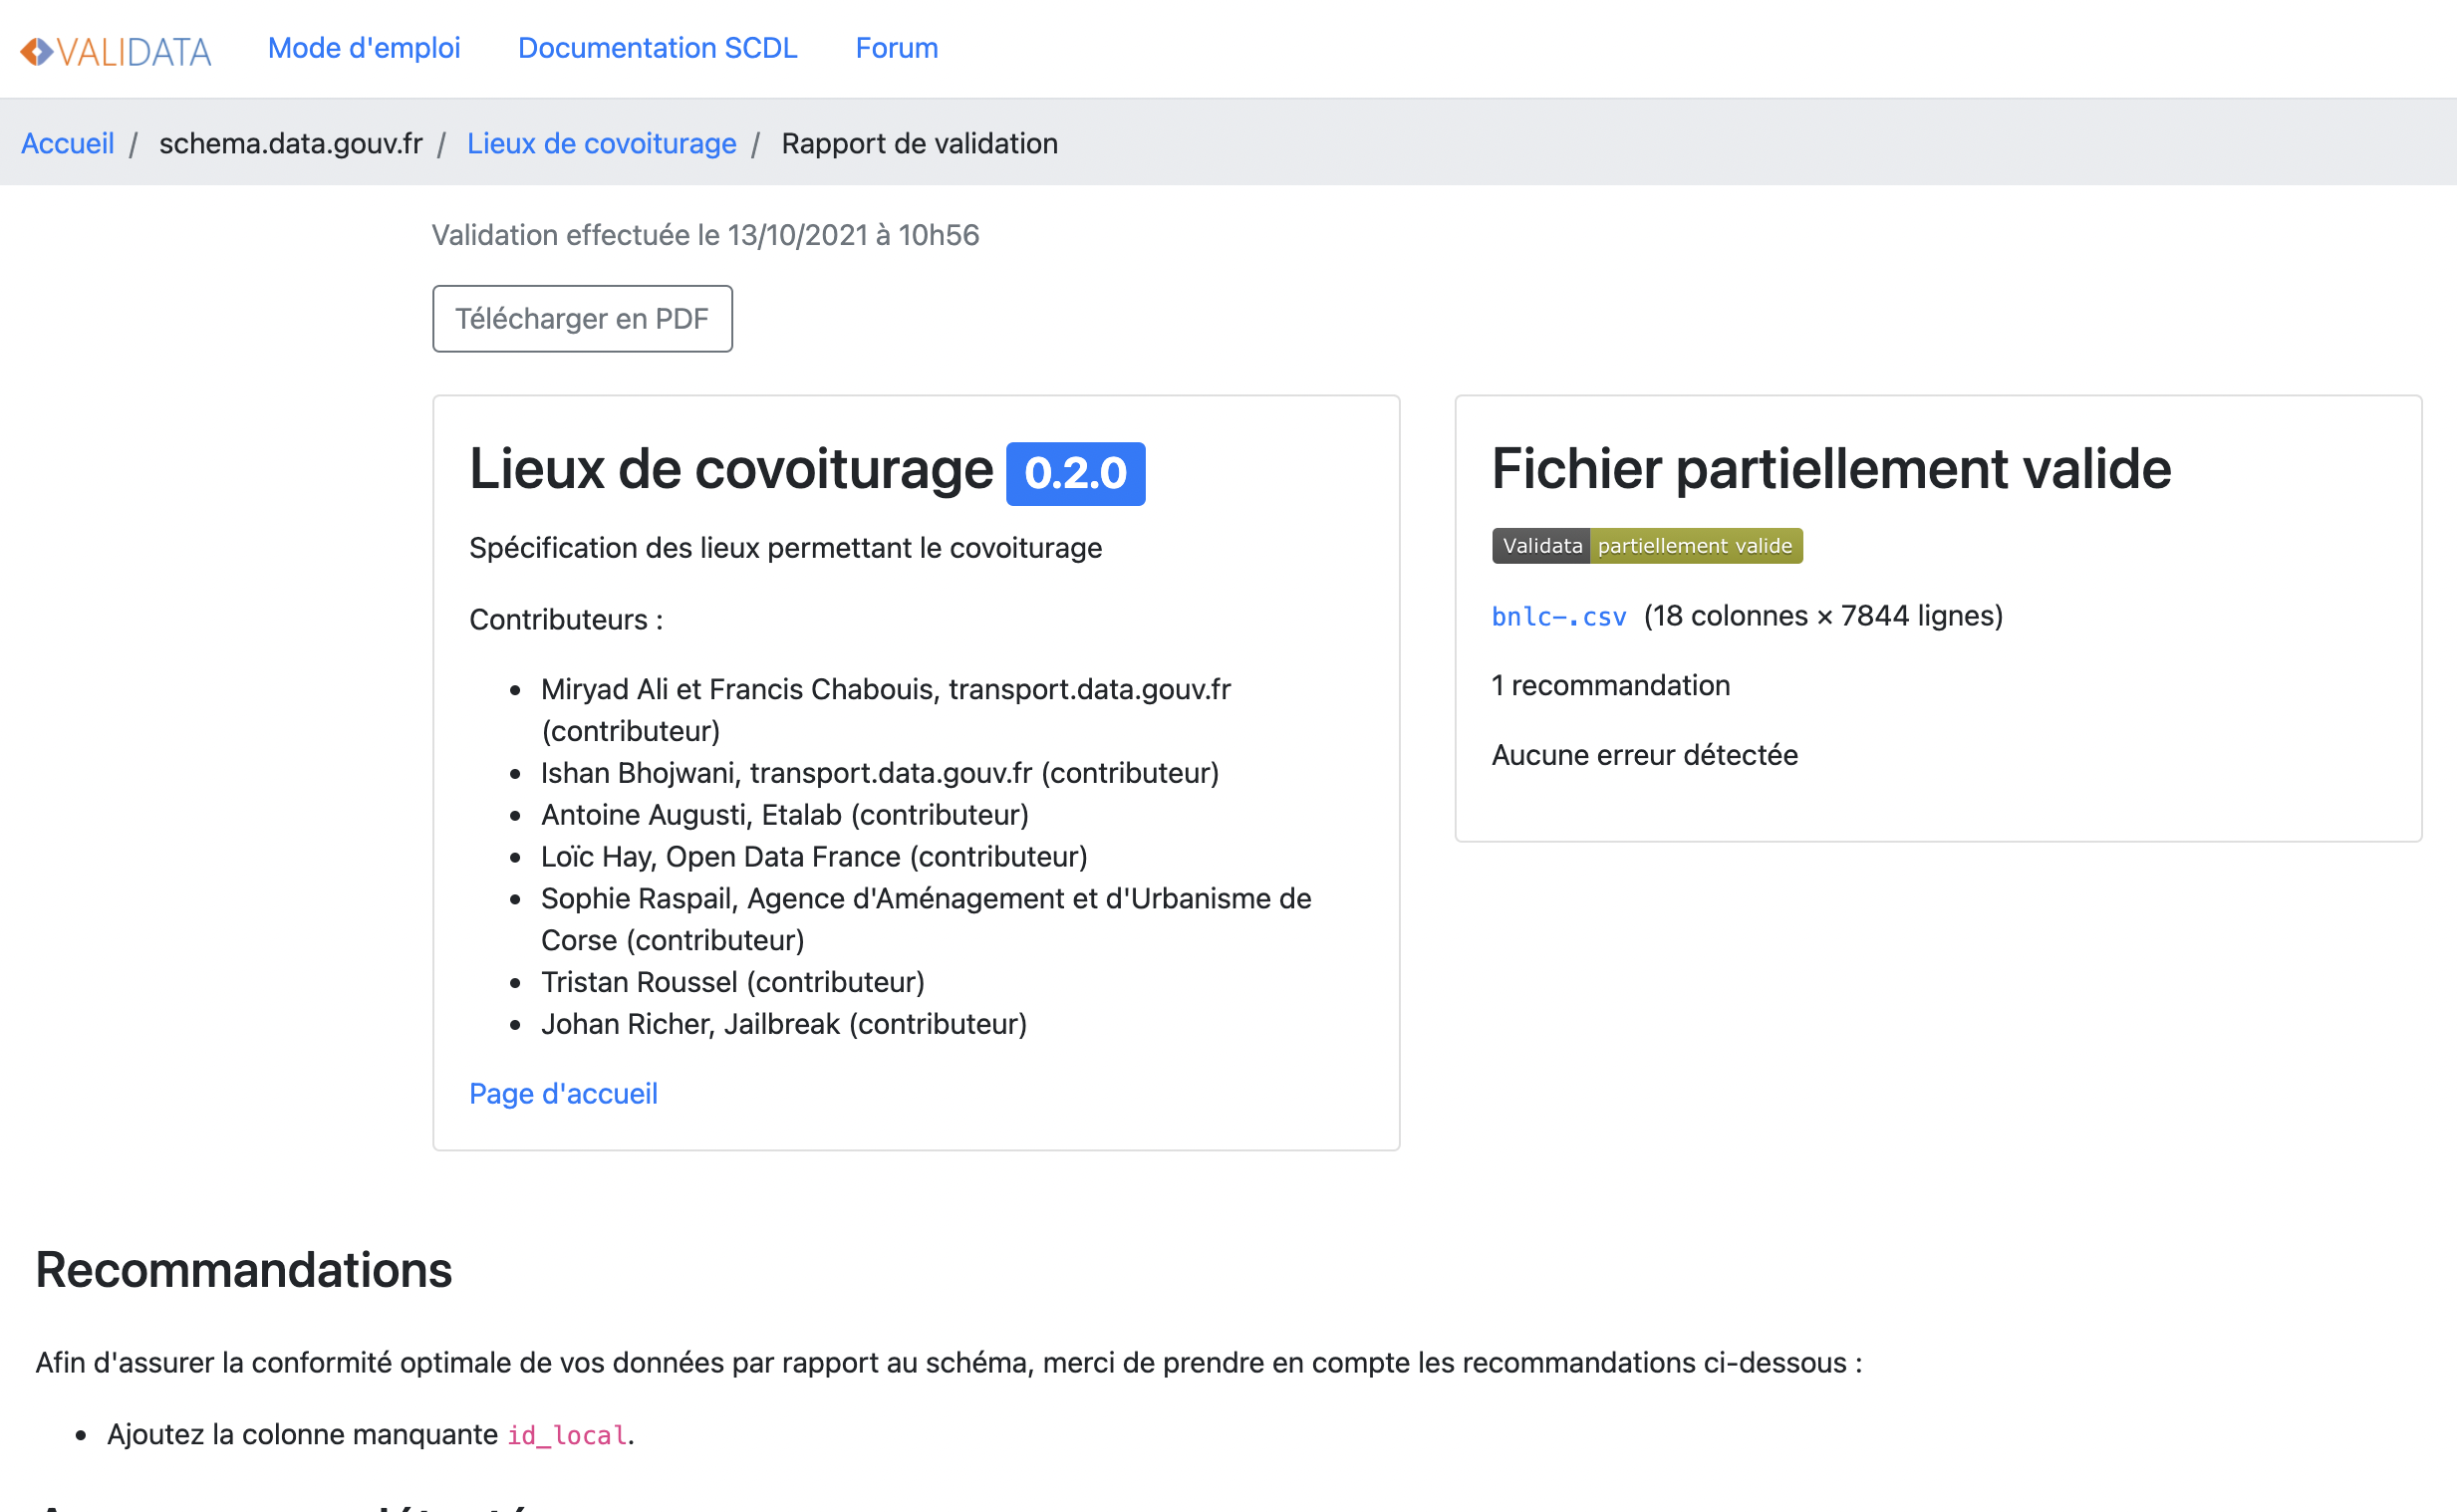 VALIDATA
Mode d'emploi
Documentation SCDL
Forum
Accueil / schema.data.gouv.fr / Lieux de covoiturage / Rapport de validation
Validation effectuée le 13/10/2021 à 10h56
Télécharger en PDF
Lieux de covoiturage 0.2.0
Spécification des lieux permettant le covoiturage
Contributeurs :
• Miryad Ali et Francis Chabouis, transport.data.gouv.fr
(contributeur)
• Ishan Bhojwani, transport.data.gouv.fr (contributeur)
• Antoine Augusti, Etalab (contributeur)
• Loïc Hay, Open Data France (contributeur)
• Sophie Raspail, Agence d'Aménagement et d'Urbanisme de
Corse (contributeur)
• Tristan Roussel (contributeur)
• Johan Richer, Jailbreak (contributeur)
Page d'accueil
Fichier partiellement valide
Validata partiellement valide
bnlc-.csv (18 colonnes × 7844 lignes)
1 recommandation
Aucune erreur détectée
Recommandations
Afin d'assurer la conformité optimale de vos données par rapport au schéma, merci de prendre en compte les recommandations ci-dessous :
• Ajoutez la colonne manquante id_local.